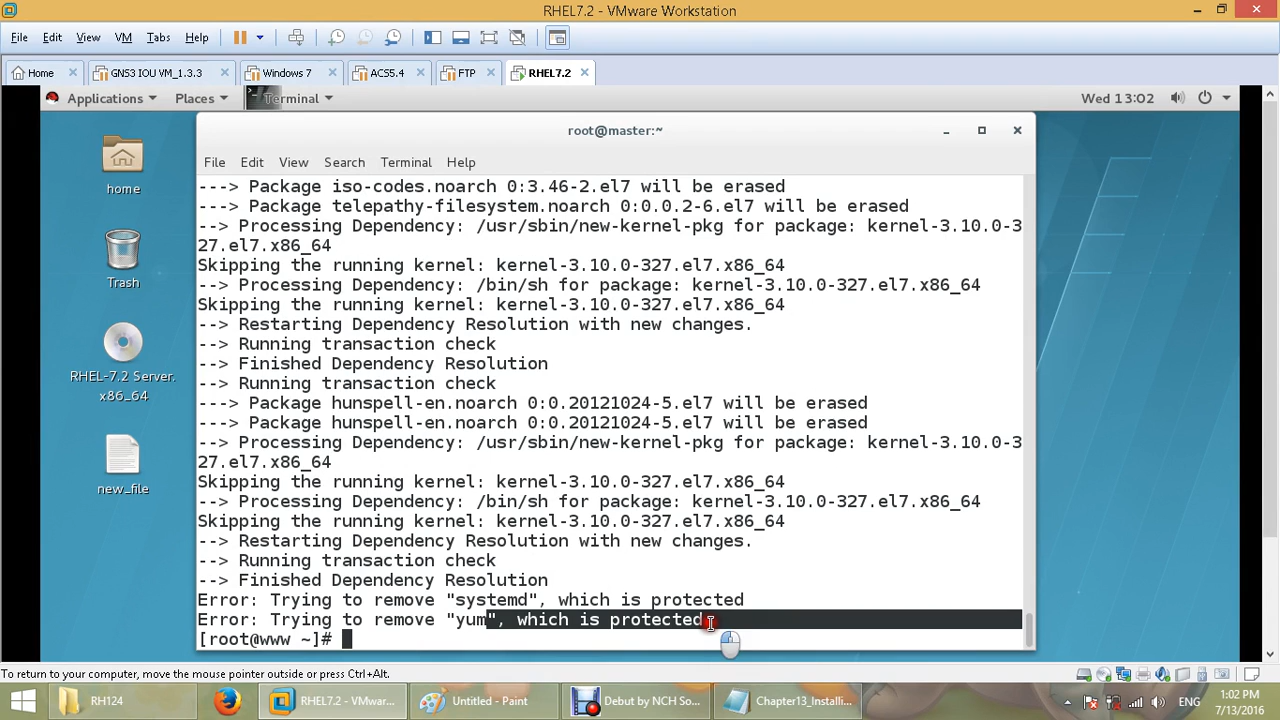 RHEL7.2 - VMware Workstation
File Edit View VM Tabs Help
Home GNS3 IOU VM_1.3.3 Windows 7 ACS5.4 FTP RHEL7.2
Applications Places Terminal Wed 13:02
root@master:~
File Edit View Search Terminal Help
---> Package iso-codes.noarch 0:3.46-2.el7 will be erased
---> Package telepathy-filesystem.noarch 0:0.0.2-6.el7 will be erased
--> Processing Dependency: /usr/sbin/new-kernel-pkg for package: kernel-3.10.0-3
27.el7.x86_64
Skipping the running kernel: kernel-3.10.0-327.el7.x86_64
--> Processing Dependency: /bin/sh for package: kernel-3.10.0-327.el7.x86_64
Skipping the running kernel: kernel-3.10.0-327.el7.x86_64
--> Restarting Dependency Resolution with new changes.
--> Running transaction check
--> Finished Dependency Resolution
--> Running transaction check
---> Package hunspell-en.noarch 0:0.20121024-5.el7 will be erased
---> Package hunspell-en.noarch 0:0.20121024-5.el7 will be erased
--> Processing Dependency: /usr/sbin/new-kernel-pkg for package: kernel-3.10.0-3
27.el7.x86_64
Skipping the running kernel: kernel-3.10.0-327.el7.x86_64
--> Processing Dependency: /bin/sh for package: kernel-3.10.0-327.el7.x86_64
Skipping the running kernel: kernel-3.10.0-327.el7.x86_64
--> Restarting Dependency Resolution with new changes.
--> Running transaction check
--> Finished Dependency Resolution
Error: Trying to remove "systemd", which is protected
Error: Trying to remove "yum", which is protected
[root@www ~]#
home
Trash
RHEL-7.2 Server.
x86_64
new_file
To return to your computer, move the mouse pointer outside or press Ctrl+Alt.
RH124 RHEL7.2 - VMwar... Untitled - Paint Debut by NCH So... Chapter13_Installi... ENG 1:02 PM
7/13/2016